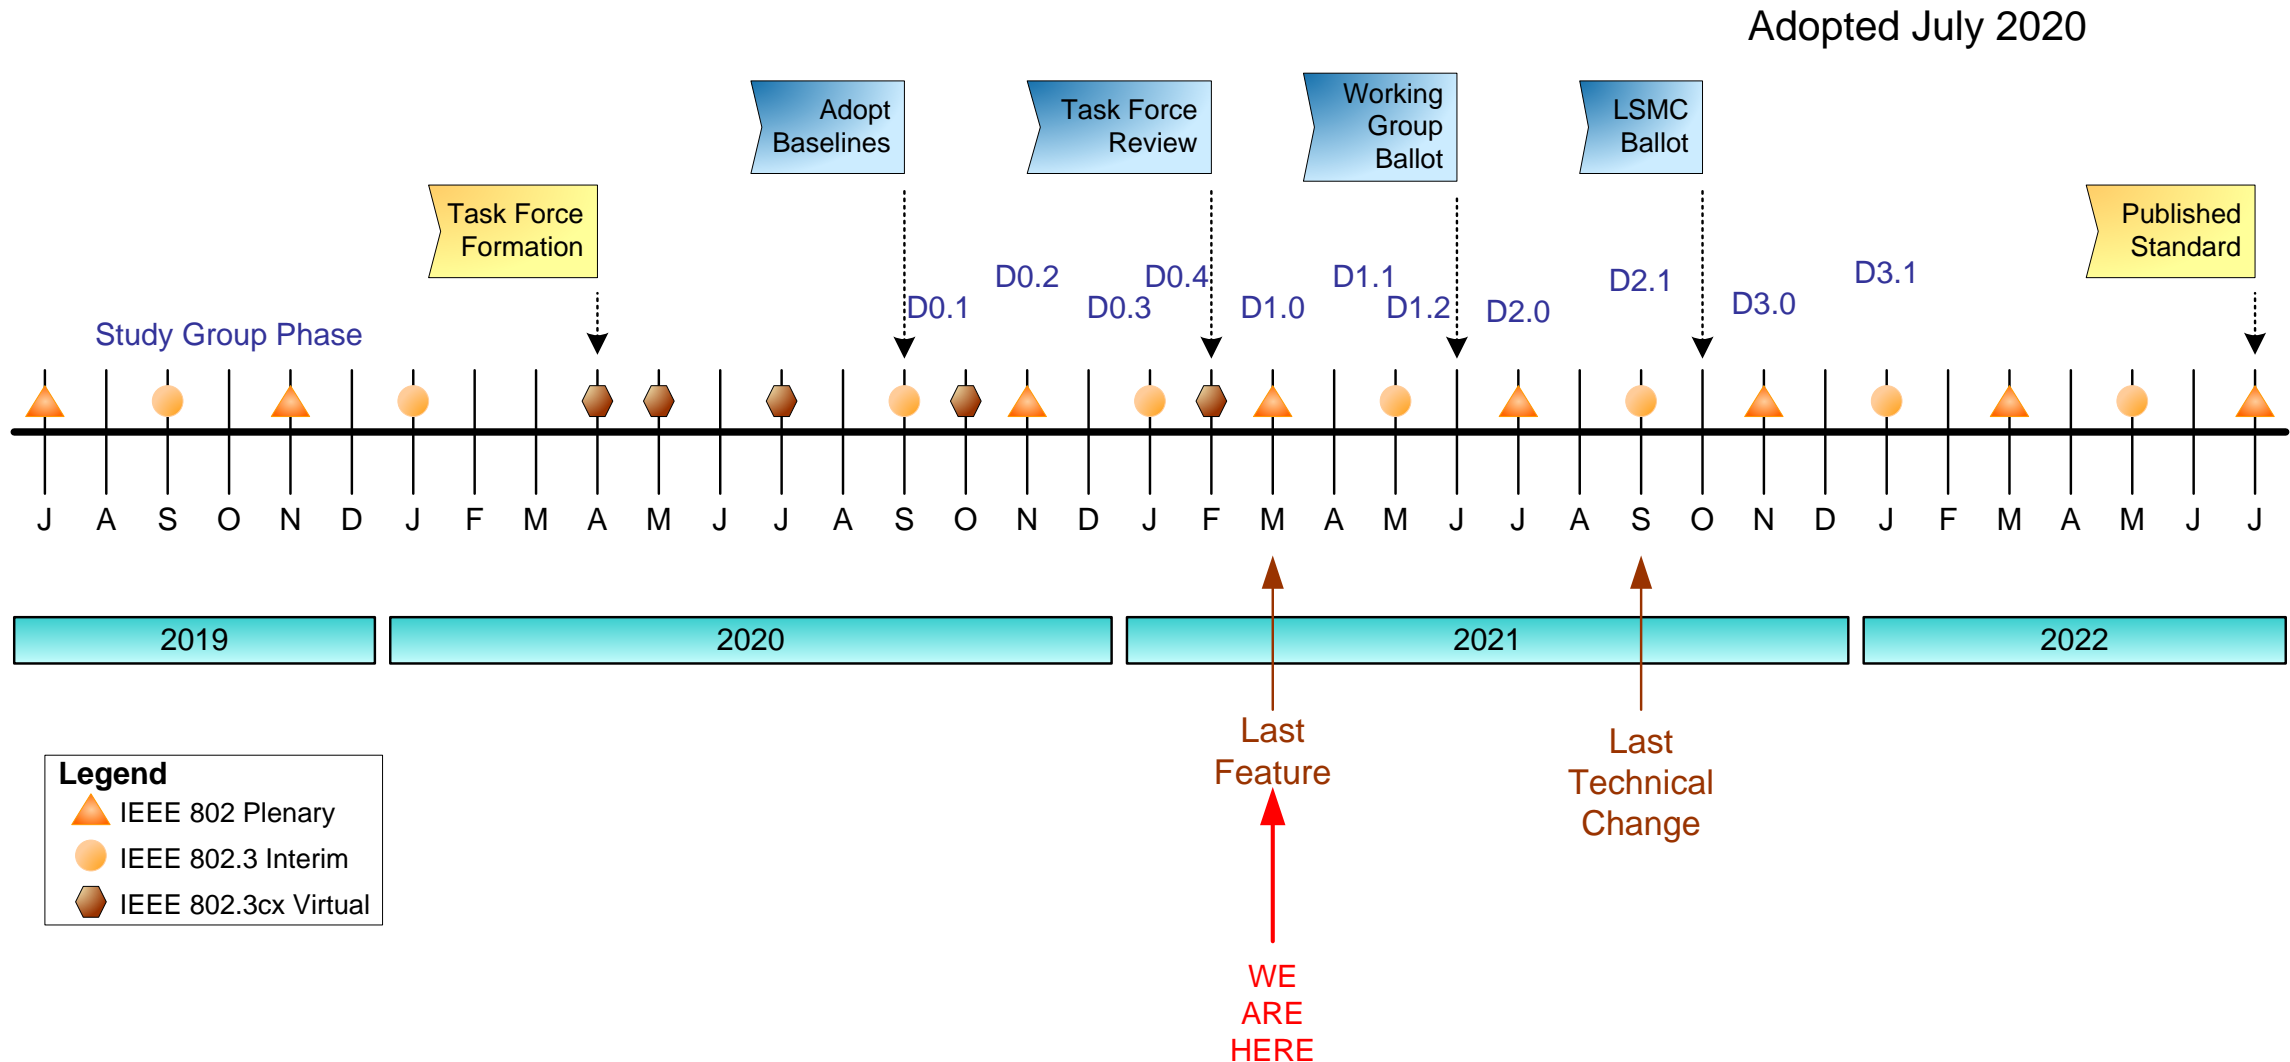 Adopted July 2020
Adopt
Baselines
Task Force
Review
Working
Group
Ballot
LSMC
Ballot
Task Force
Formation
Published
Standard
Study Group Phase
D0.1
D0.2
D0.3
D0.4
D1.0
D1.1
D1.2
D2.0
D2.1
D3.0
D3.1
J A S O N D J F M A M J J A S O N D J F M A M J J A S O N D J F M A M J J
2019 2020 2021 2022
Last
Feature
Last
Technical
Change
Legend
IEEE 802 Plenary
IEEE 802.3 Interim
IEEE 802.3cx Virtual
WE
ARE
HERE